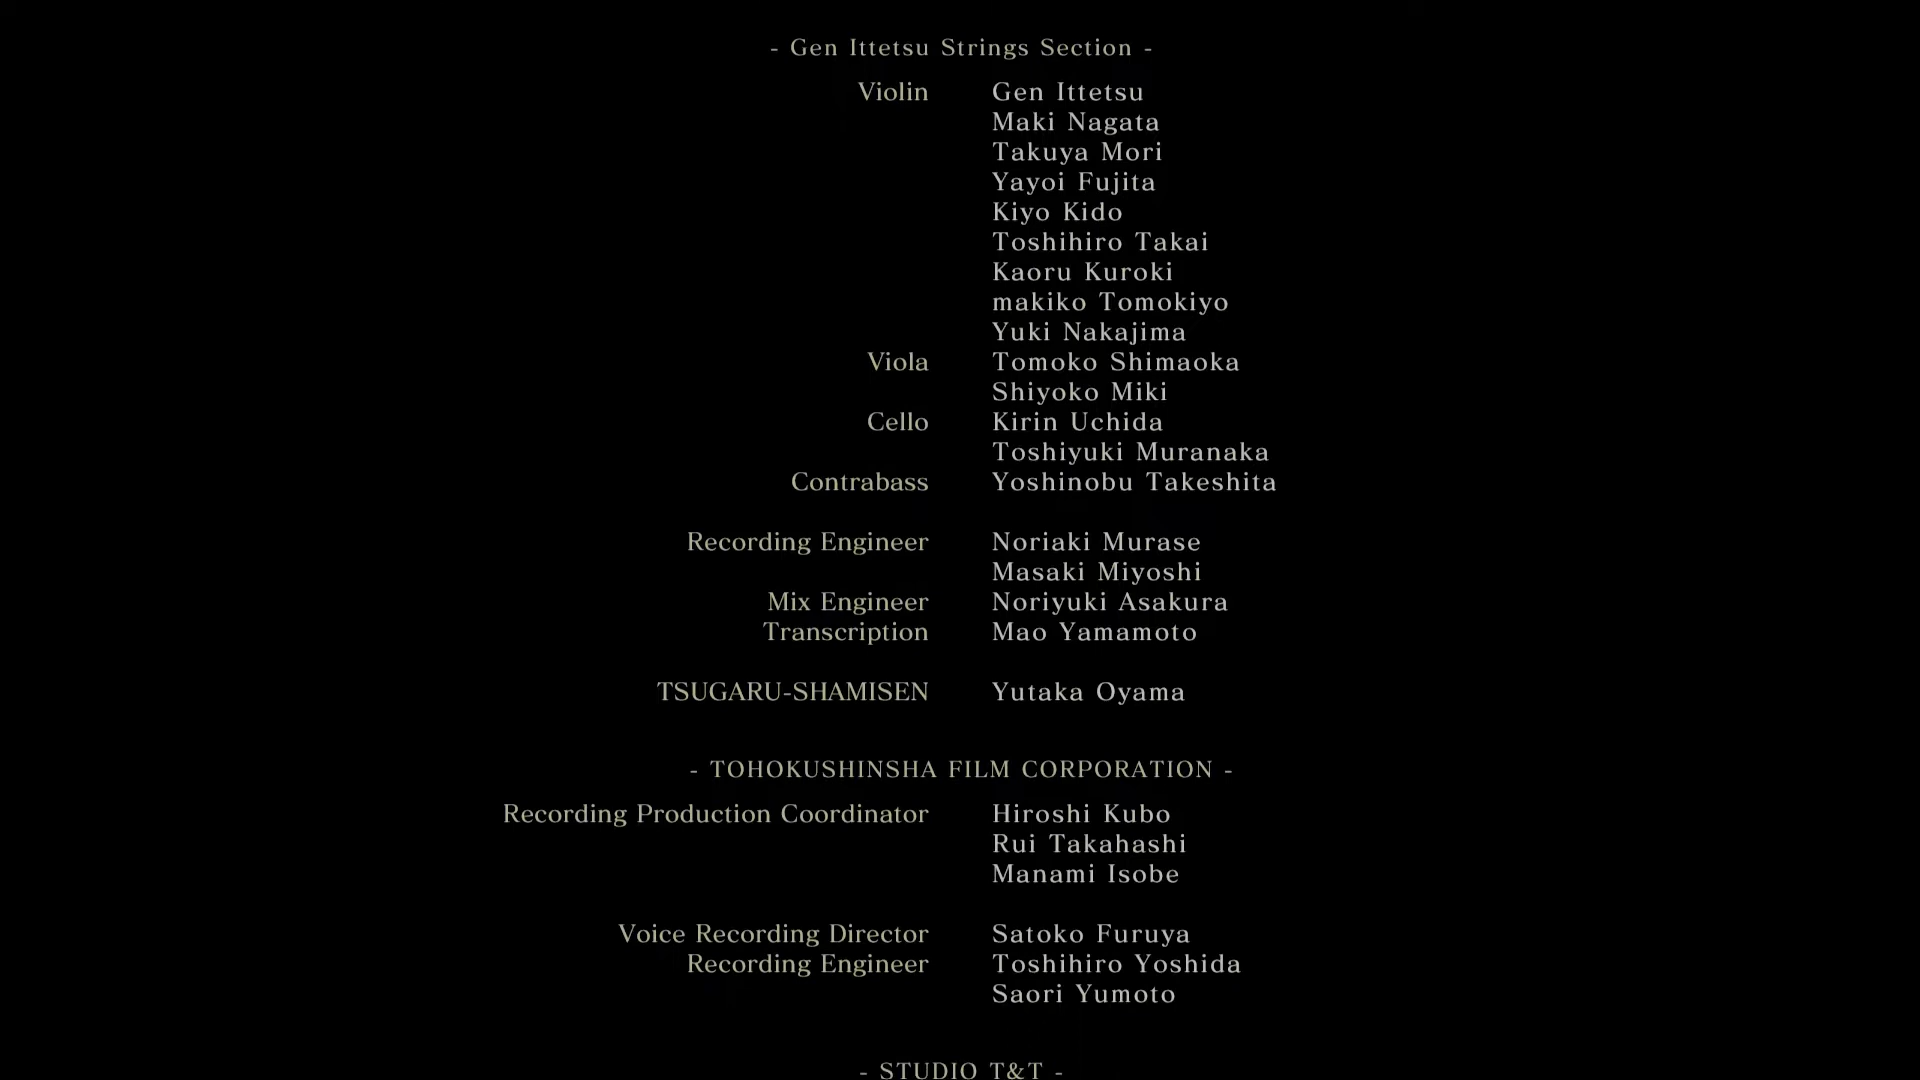 - Gen Ittetsu Strings Section -
Violin Gen Ittetsu
Maki Nagata
Takuya Mori
Yayoi Fujita
Kiyo Kido
Toshihiro Takai
Kaoru Kuroki
makiko Tomokiyo
Yuki Nakajima
Viola Tomoko Shimaoka
Shiyoko Miki
Cello Kirin Uchida
Toshiyuki Muranaka
Contrabass Yoshinobu Takeshita
Recording Engineer Noriaki Murase
Masaki Miyoshi
Mix Engineer Noriyuki Asakura
Transcription Mao Yamamoto
TSUGARU-SHAMISEN Yutaka Oyama
- TOHOKUSHINSHA FILM CORPORATION -
Recording Production Coordinator Hiroshi Kubo
Rui Takahashi
Manami Isobe
Voice Recording Director Satoko Furuya
Recording Engineer Toshihiro Yoshida
Saori Yumoto
- STUDIO T&T -